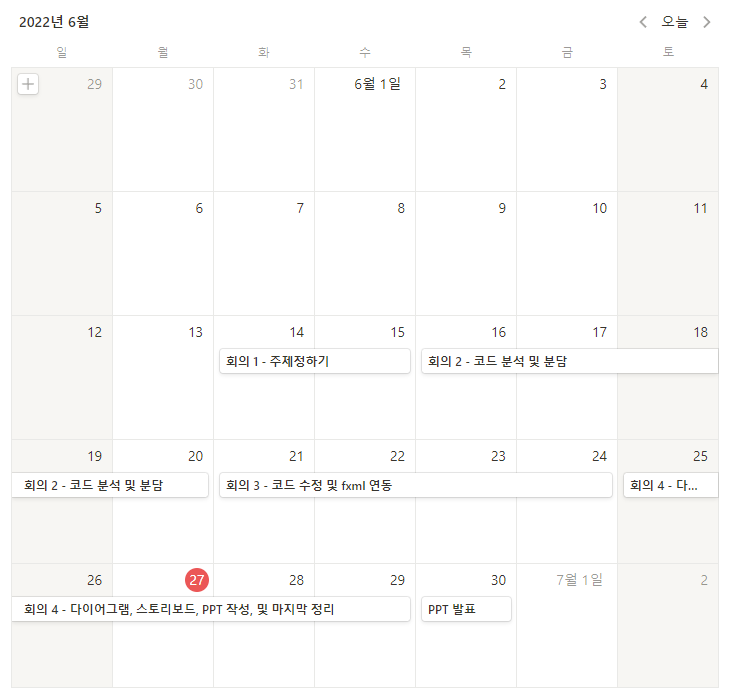 2022년 6월
오늘
일 월 화 수 목 금 토
29 30 31 6월 1일 2 3 4
5 6 7 8 9 10 11
12 13 14 15 16 17 18
회의 1 - 주제정하기 회의 2 - 코드 분석 및 분담
19 20 21 22 23 24 25
회의 2 - 코드 분석 및 분담 회의 3 - 코드 수정 및 fxml 연동 회의 4 - 다...
26 27 28 29 30 7월 1일 2
회의 4 - 다이어그램, 스토리보드, PPT 작성, 및 마지막 정리 PPT 발표